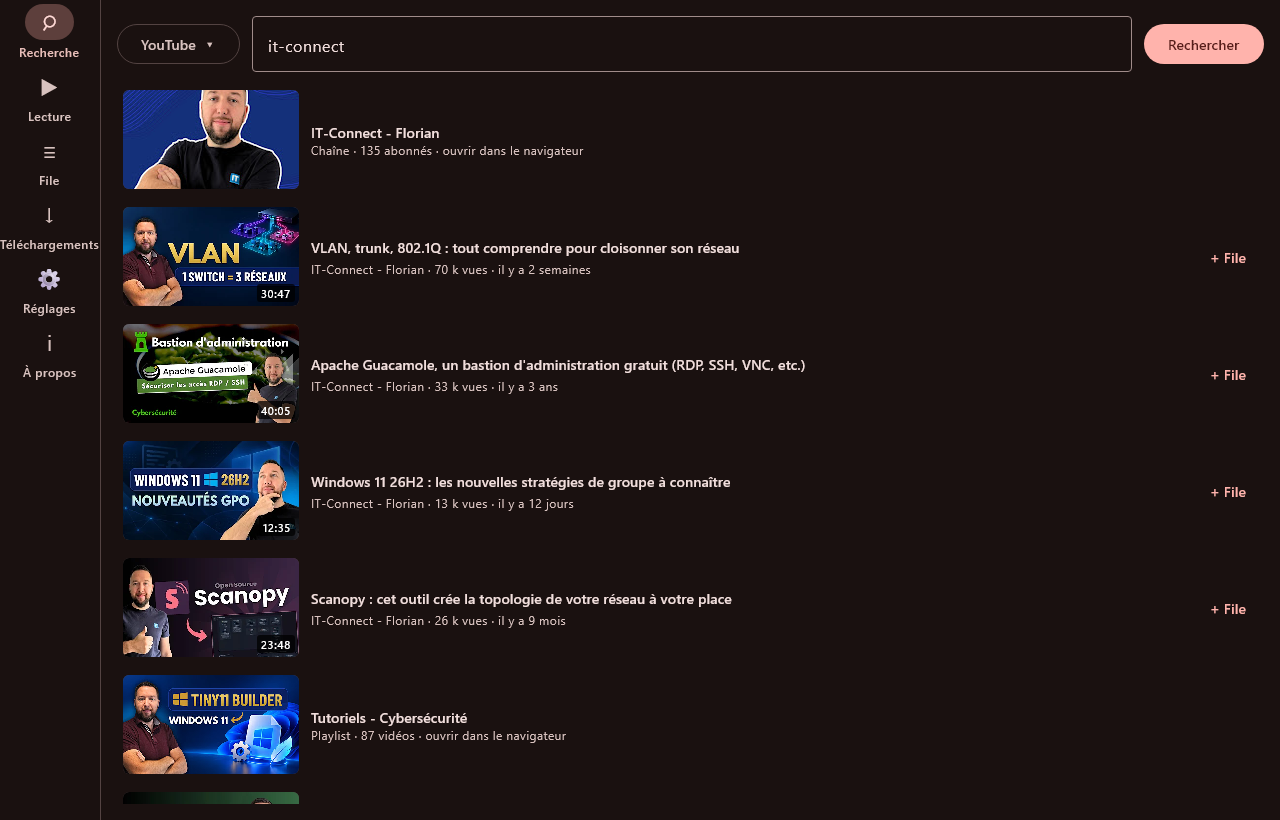 Recherche
Lecture
File
Téléchargements
Réglages
À propos
YouTube
it-connect
Rechercher
IT-Connect - Florian
Chaîne · 135 abonnés · ouvrir dans le navigateur
IT
VLAN
1 SWITCH = 3 RÉSEAUX
30:47
VLAN, trunk, 802.1Q : tout comprendre pour cloisonner son réseau
IT-Connect - Florian · 70 k vues · il y a 2 semaines
+ File
Bastion d'administration
Apache Guacamole
Sécuriser les accès RDP / SSH
Cybersécurité
40:05
Apache Guacamole, un bastion d'administration gratuit (RDP, SSH, VNC, etc.)
IT-Connect - Florian · 33 k vues · il y a 3 ans
+ File
WINDOWS 11 26H2
NOUVEAUTÉS GPO
12:35
Windows 11 26H2 : les nouvelles stratégies de groupe à connaître
IT-Connect - Florian · 13 k vues · il y a 12 jours
+ File
Open Source
Scanopy
23:48
Scanopy : cet outil crée la topologie de votre réseau à votre place
IT-Connect - Florian · 26 k vues · il y a 9 mois
+ File
TINY11 BUILDER
WINDOWS 11
Tutoriels - Cybersécurité
Playlist · 87 vidéos · ouvrir dans le navigateur